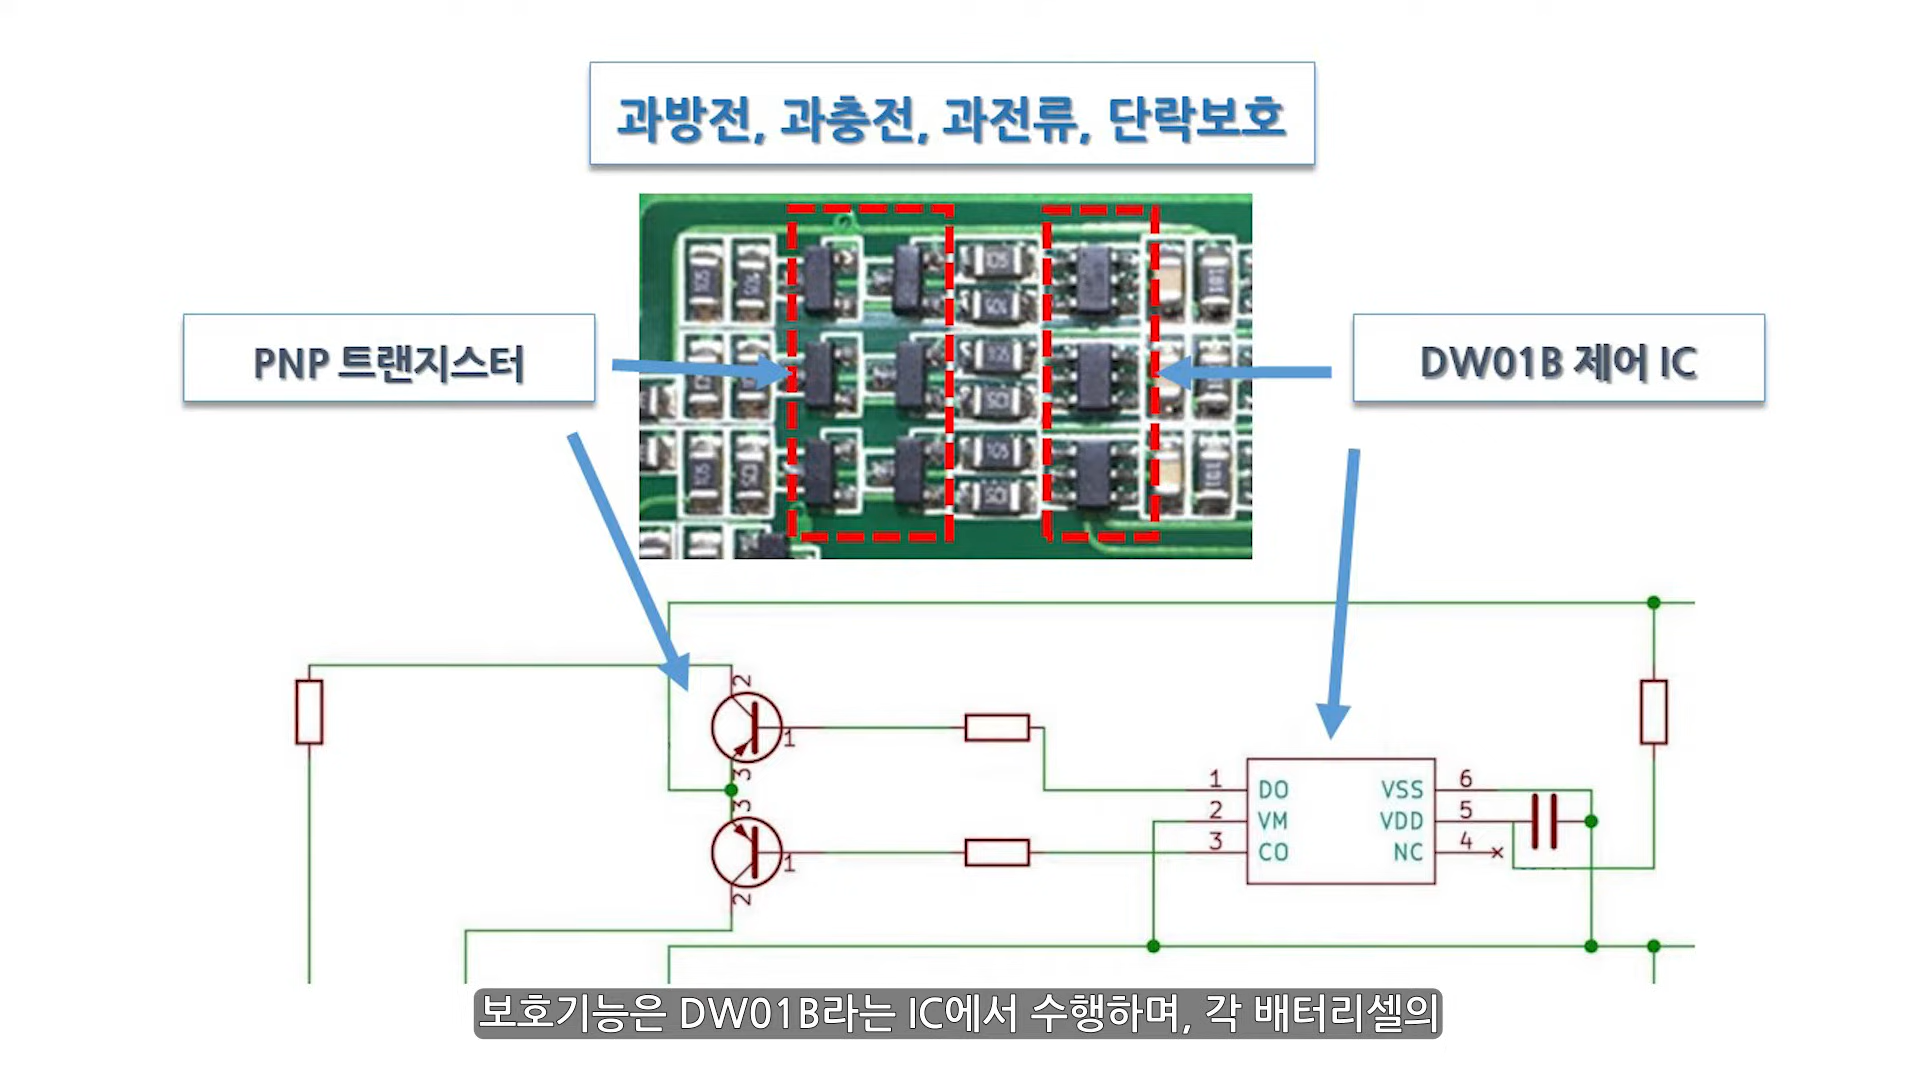 과방전, 과충전, 과전류, 단락보호
PNP 트랜지스터
DW01B 제어 IC
105
105
2
1
3
3
1
2
1
2
3
DO
VM
CO
VSS
VDD
NC
6
5
4
보호기능은 DW01B라는 IC에서 수행하며, 각 배터리셀의